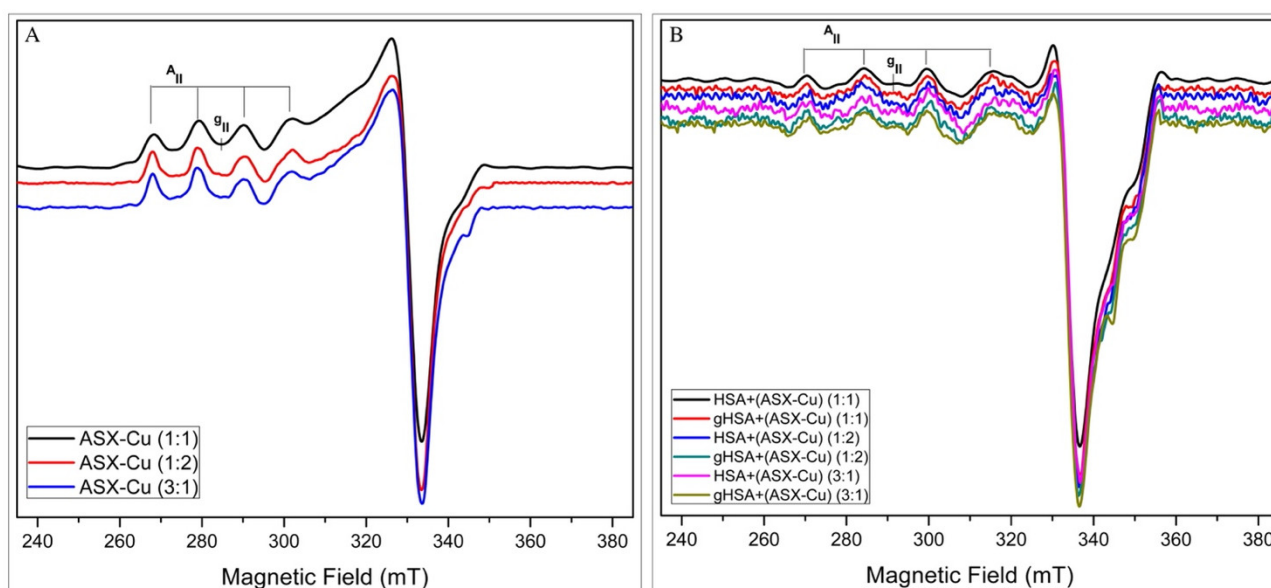 A
A||
g||
ASX-Cu (1:1)
ASX-Cu (1:2)
ASX-Cu (3:1)
240 260 280 300 320 340 360 380
Magnetic Field (mT)
B
A||
g||
HSA+(ASX-Cu) (1:1)
gHSA+(ASX-Cu) (1:1)
HSA+(ASX-Cu) (1:2)
gHSA+(ASX-Cu) (1:2)
HSA+(ASX-Cu) (3:1)
gHSA+(ASX-Cu) (3:1)
240 260 280 300 320 340 360 380
Magnetic Field (mT)